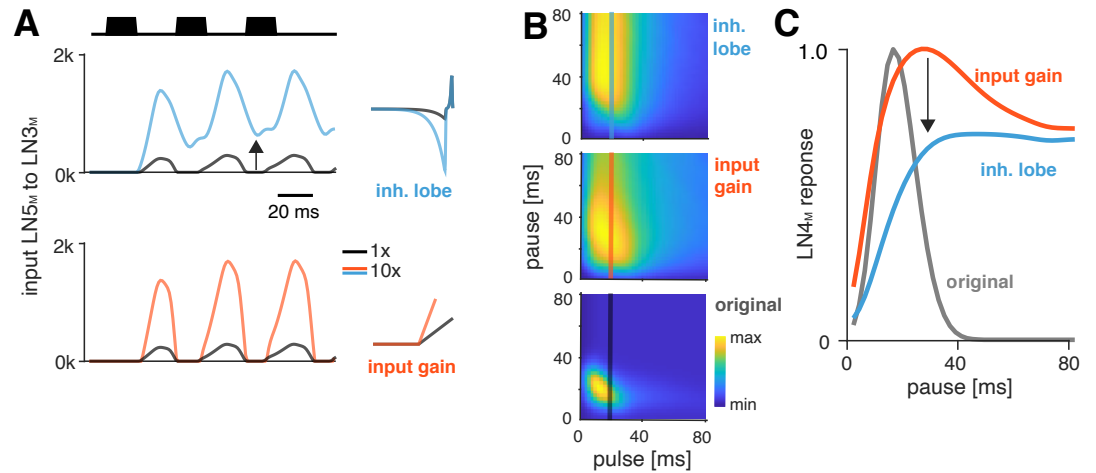 A
2k
0k
input LN5M to LN3M
inh. lobe
20 ms
2k
0k
1x
10x
input gain
B
80
40
0
inh.
lobe
80
40
0
input
gain
pause [ms]
80
40
0
original
max
min
0
40
80
pulse [ms]
C
1.0
1.0
0
LN4M reponse
input gain
inh. lobe
original
0
40
80
pause [ms]